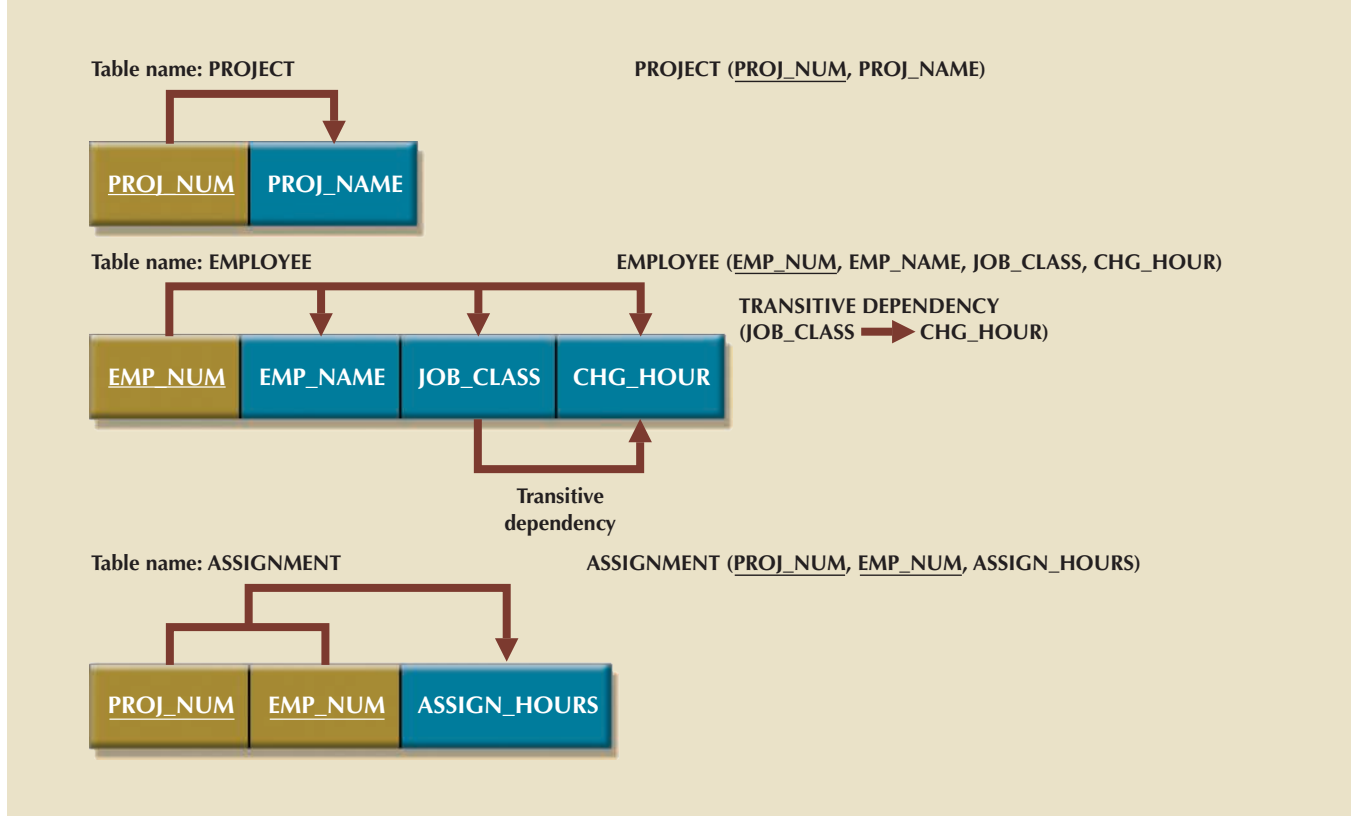 Table name: PROJECT
PROJECT (PROJ_NUM, PROJ_NAME)
PROJ_NUM
PROJ_NAME
Table name: EMPLOYEE
EMPLOYEE (EMP_NUM, EMP_NAME, JOB_CLASS, CHG_HOUR)
TRANSITIVE DEPENDENCY
(JOB_CLASS CHG_HOUR)
EMP_NUM
EMP_NAME
JOB_CLASS
CHG_HOUR
Transitive
dependency
Table name: ASSIGNMENT
ASSIGNMENT (PROJ_NUM, EMP_NUM, ASSIGN_HOURS)
PROJ_NUM
EMP_NUM
ASSIGN_HOURS